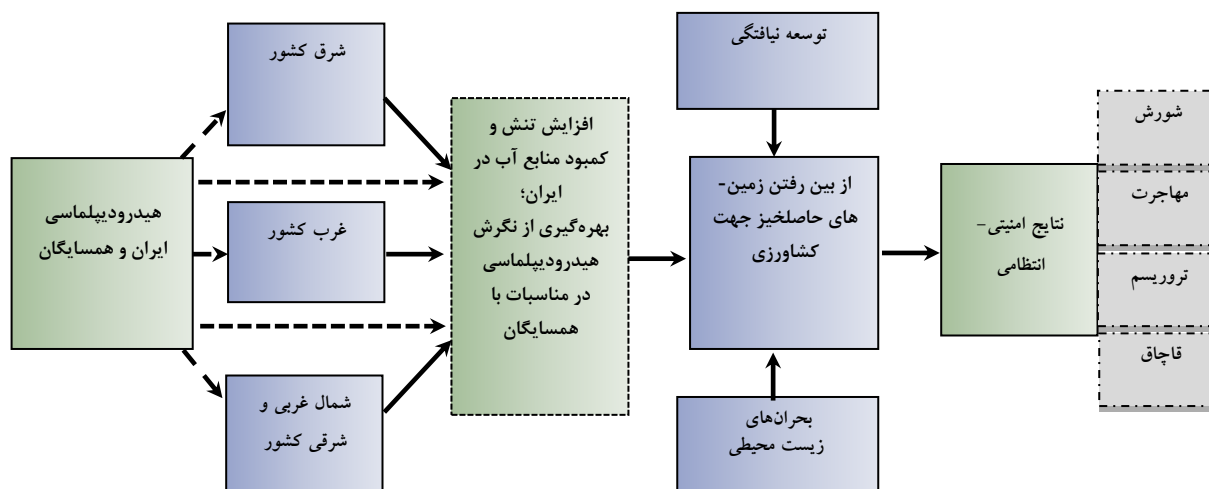 هیدرودیپلماسی
ایران و همسایگان
شرق کشور
غرب کشور
شمال غربی و
شرقی کشور
افزایش تنش و
کمبود منابع آب در
ایران؛
بهره‌گیری از نگرش
هیدرودیپلماسی
در مناسبات با
همسایگان
توسعه نیافتگی
از بین رفتن زمین-
های حاصلخیز جهت
کشاورزی
بحران‌های
زیست محیطی
نتایج امنیتی–
انتظامی
شورش
مهاجرت
تروریسم
قاچاق